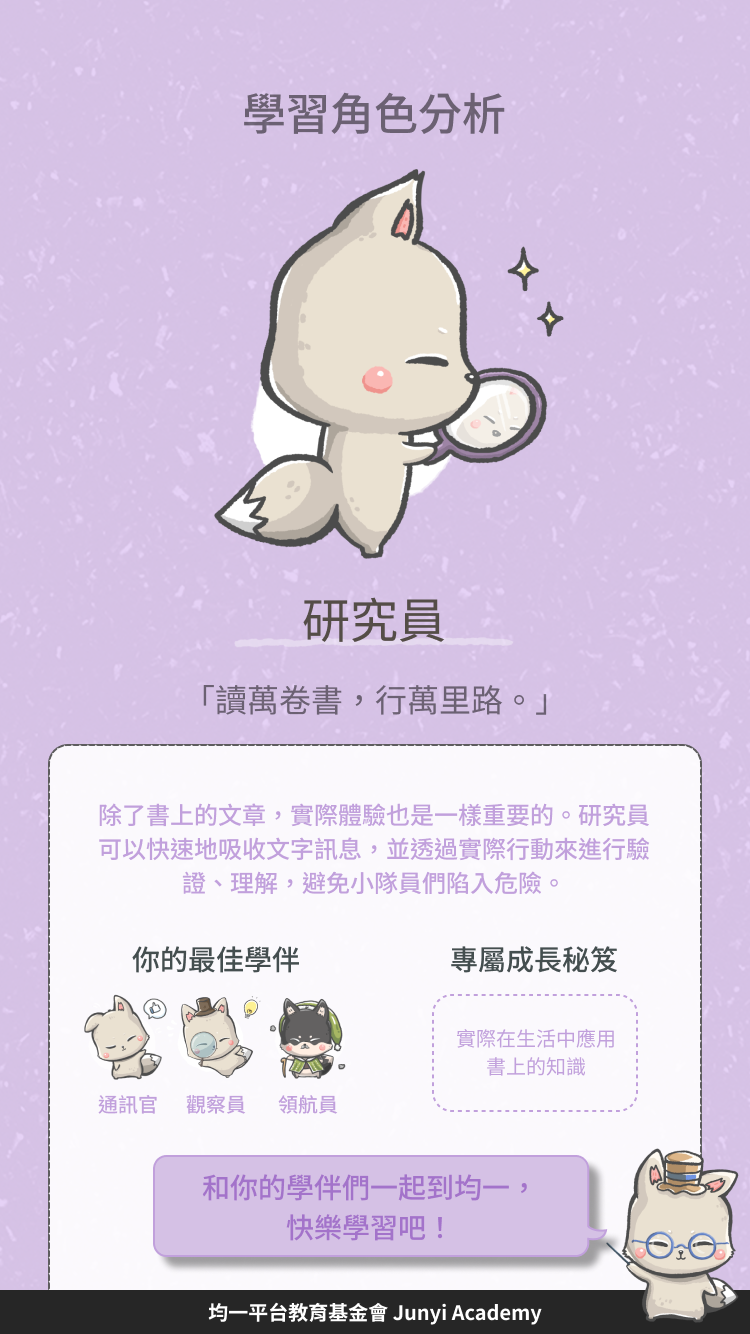 學習角色分析
研究員
「讀萬卷書，行萬里路。」
除了書上的文章，實際體驗也是一樣重要的。研究員
可以快速地吸收文字訊息，並透過實際行動來進行驗
證、理解，避免小隊員們陷入危險。
你的最佳學伴
通訊官 觀察員 領航員
專屬成長秘笈
實際在生活中應用
書上的知識
和你的學伴們一起到均一，
快樂學習吧！
均一平台教育基金會 Junyi Academy